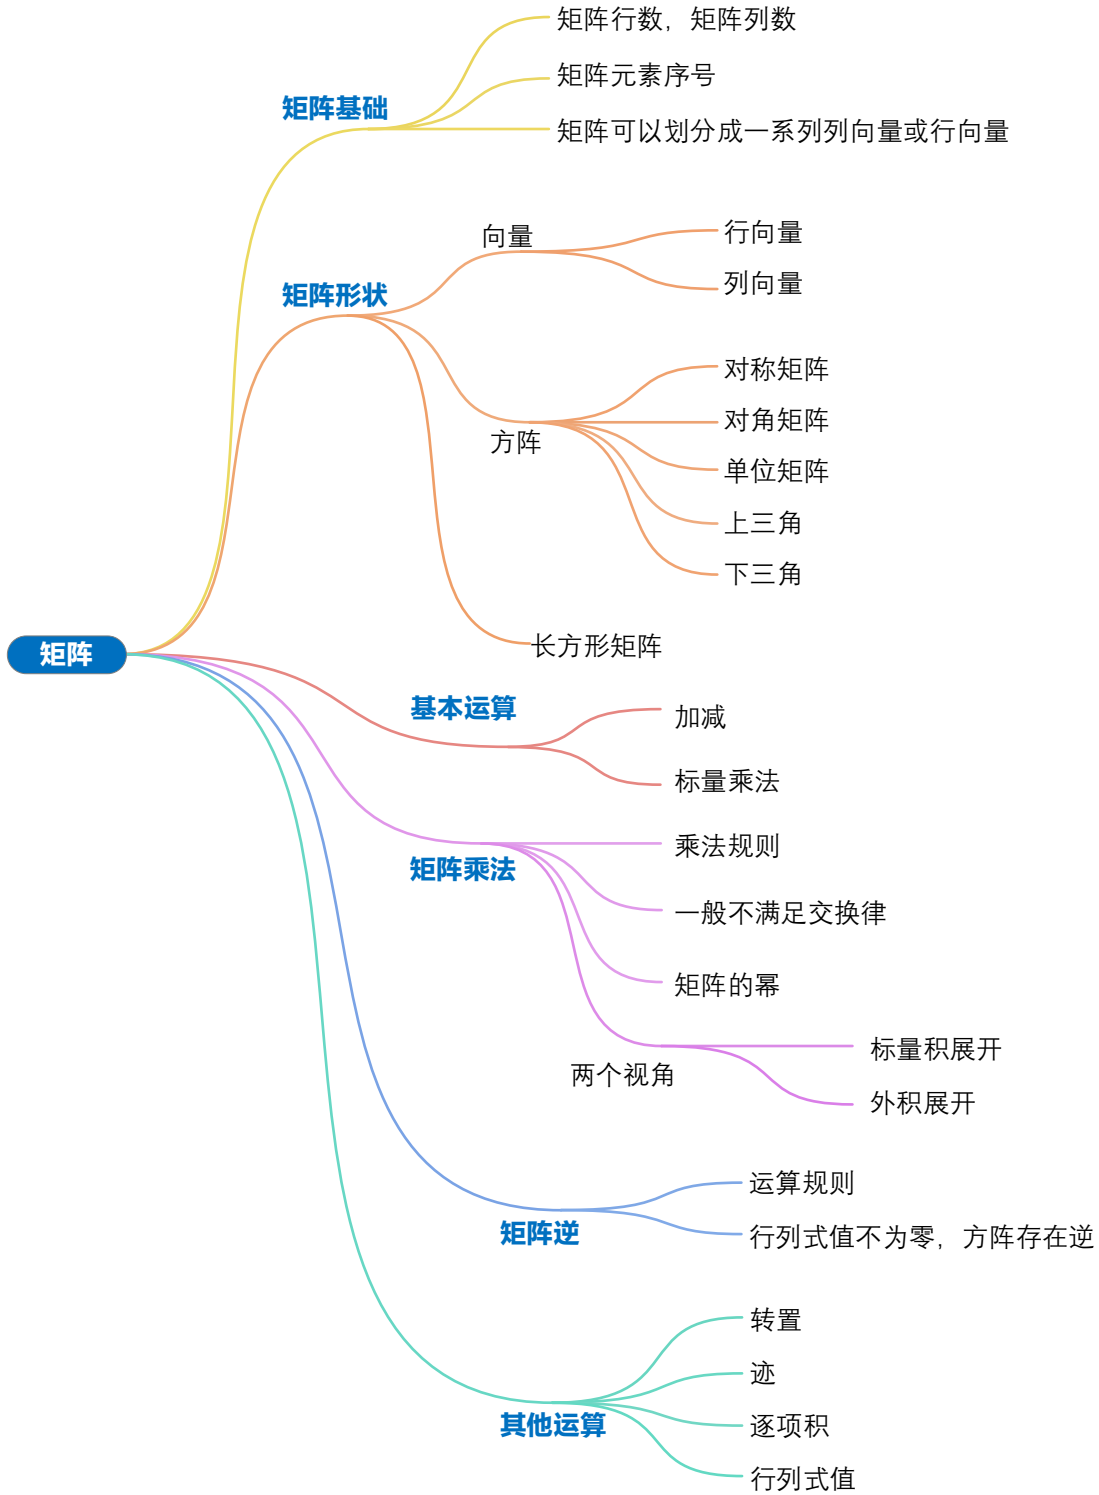 矩阵
矩阵基础
矩阵行数，矩阵列数
矩阵元素序号
矩阵可以划分成一系列列向量或行向量
矩阵形状
向量
行向量
列向量
方阵
对称矩阵
对角矩阵
单位矩阵
上三角
下三角
长方形矩阵
基本运算
加减
标量乘法
矩阵乘法
乘法规则
一般不满足交换律
矩阵的幂
两个视角
标量积展开
外积展开
矩阵逆
运算规则
行列式值不为零，方阵存在逆
其他运算
转置
迹
逐项积
行列式值